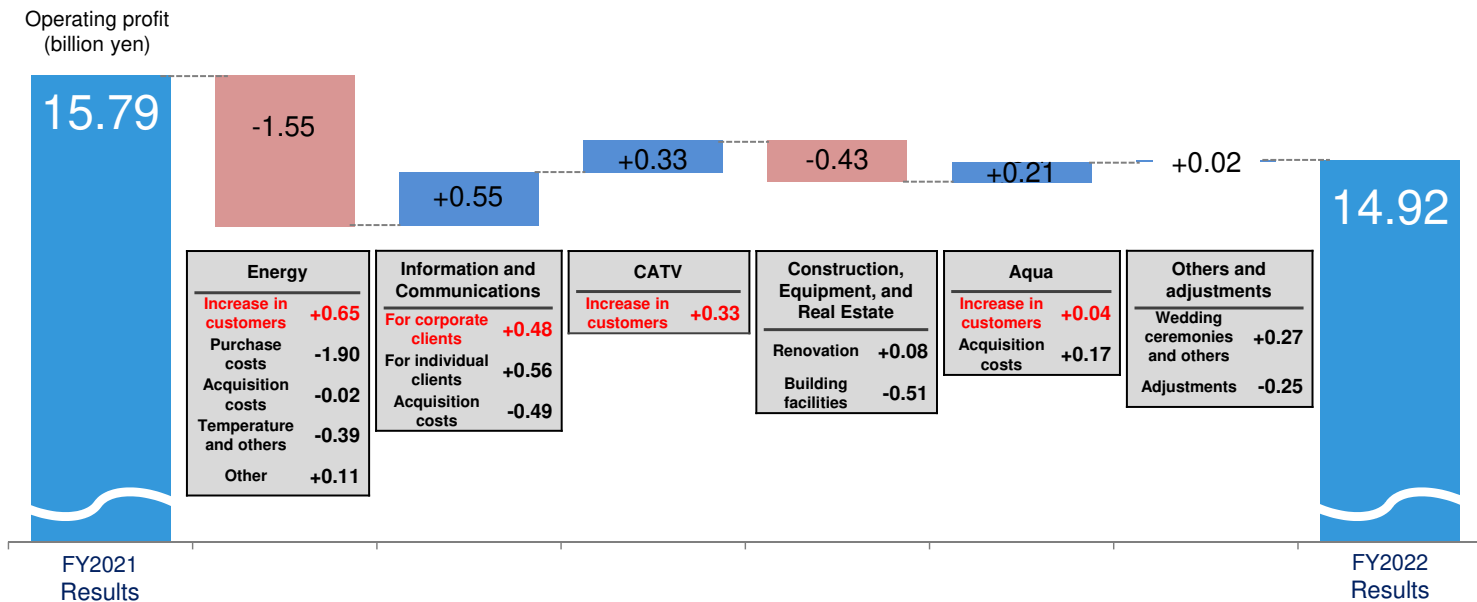 Operating profit
(billion yen)
15.79
-1.55
+0.55
+0.33
-0.43
+0.21
+0.02
14.92
Energy
Increase in
customers +0.65
Purchase
costs -1.90
Acquisition
costs -0.02
Temperature
and others -0.39
Other +0.11
Information and
Communications
For corporate
clients +0.48
For individual
clients +0.56
Acquisition
costs -0.49
CATV
Increase in
customers +0.33
Construction,
Equipment, and
Real Estate
Renovation +0.08
Building
facilities -0.51
Aqua
Increase in
customers +0.04
Acquisition
costs +0.17
Others and
adjustments
Wedding
ceremonies
and others +0.27
Adjustments -0.25
FY2021
Results
FY2022
Results